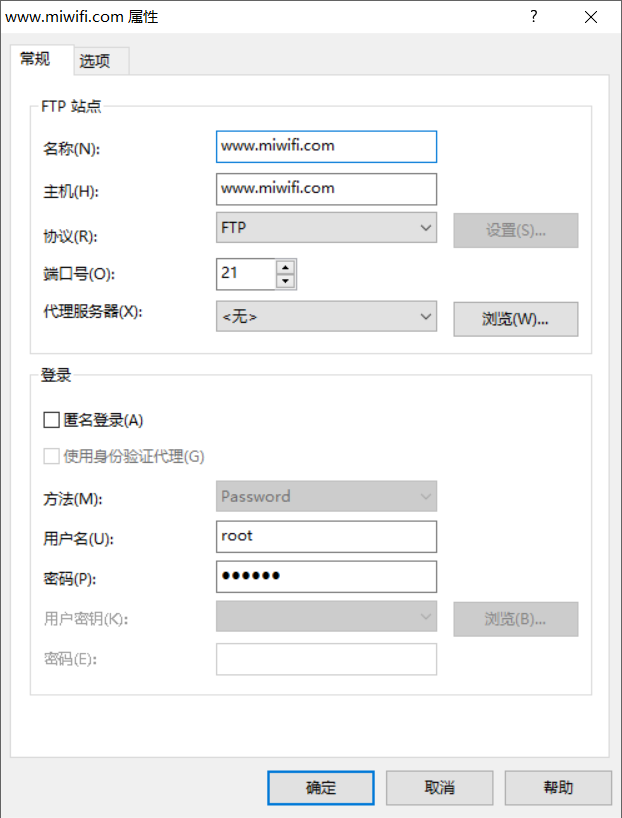 www.miwifi.com 属性
常规 选项
FTP 站点
名称(N): www.miwifi.com
主机(H): www.miwifi.com
协议(R): FTP 设置(S)...
端口号(O): 21
代理服务器(X): <无> 浏览(W)...
登录
匿名登录(A)
使用身份验证代理(G)
方法(M): Password
用户名(U): root
密码(P): ●●●●●●
用户密钥(K): 浏览(B)...
密码(E):
确定 取消 帮助